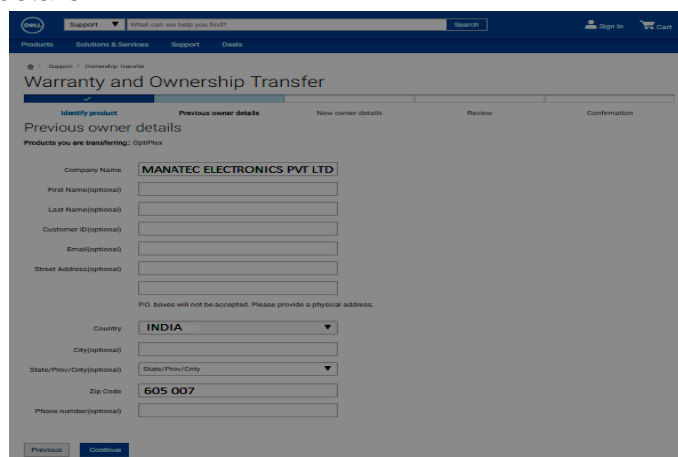 DELL Support What can we help you find? Search Sign In Cart
Products Solutions & Services Support Deals
Support / Ownership Transfer
Warranty and Ownership Transfer
Identify product Previous owner details New owner details Review Confirmation
Previous owner details
Products you are transferring:: OptiPlex
Company Name MANATEC ELECTRONICS PVT LTD
First Name(optional)
Last Name(optional)
Customer ID(optional)
Email(optional)
Street Address(optional)
P.O. boxes will not be accepted. Please provide a physical address.
Country INDIA
City(optional)
State/Prov/Cnty(optional) State/Prov/Cnty
Zip Code 605 007
Phone number(optional)
Previous Continue